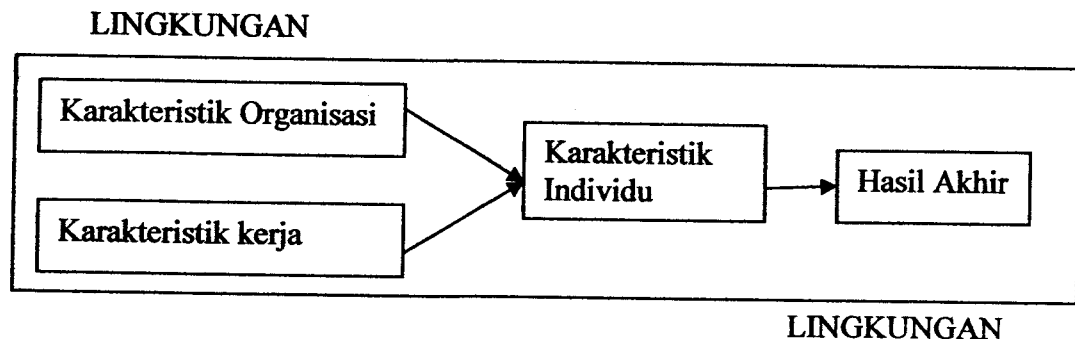 LINGKUNGAN
Karakteristik Organisasi
Karakteristik kerja
Karakteristik
Individu
Hasil Akhir
LINGKUNGAN